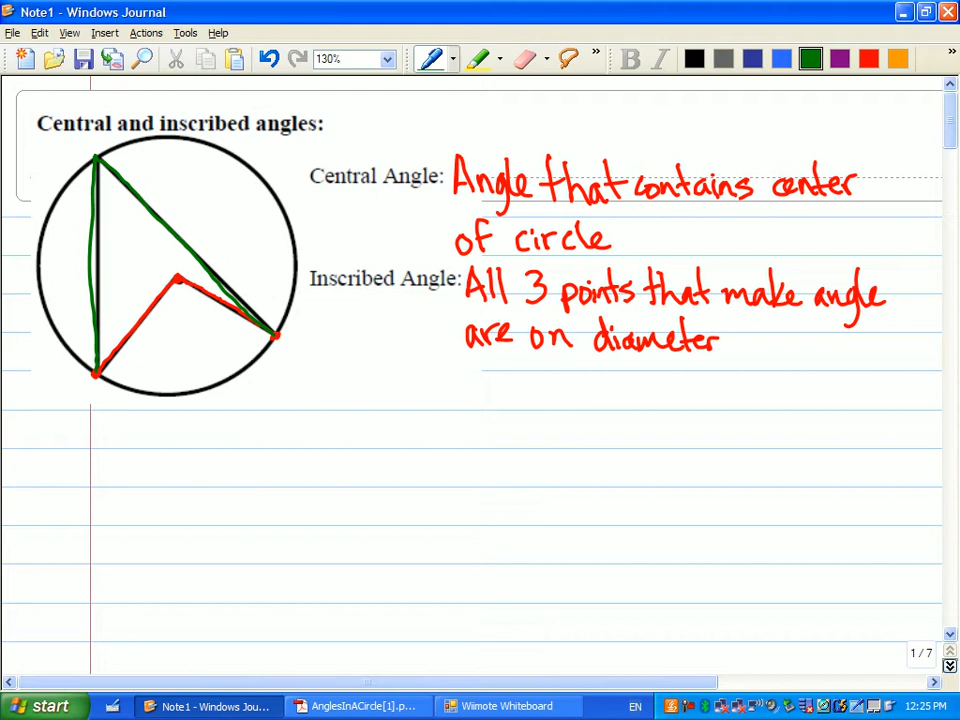 Note1 - Windows Journal
File Edit View Insert Actions Tools Help
130%
Central and inscribed angles:
Central Angle: Angle that contains center
of circle
Inscribed Angle: All 3 points that make angle
are on diameter
1 / 7
start Note1 - Windows Jou... AnglesInACircle[1].p... Wiimote Whiteboard EN 12:25 PM